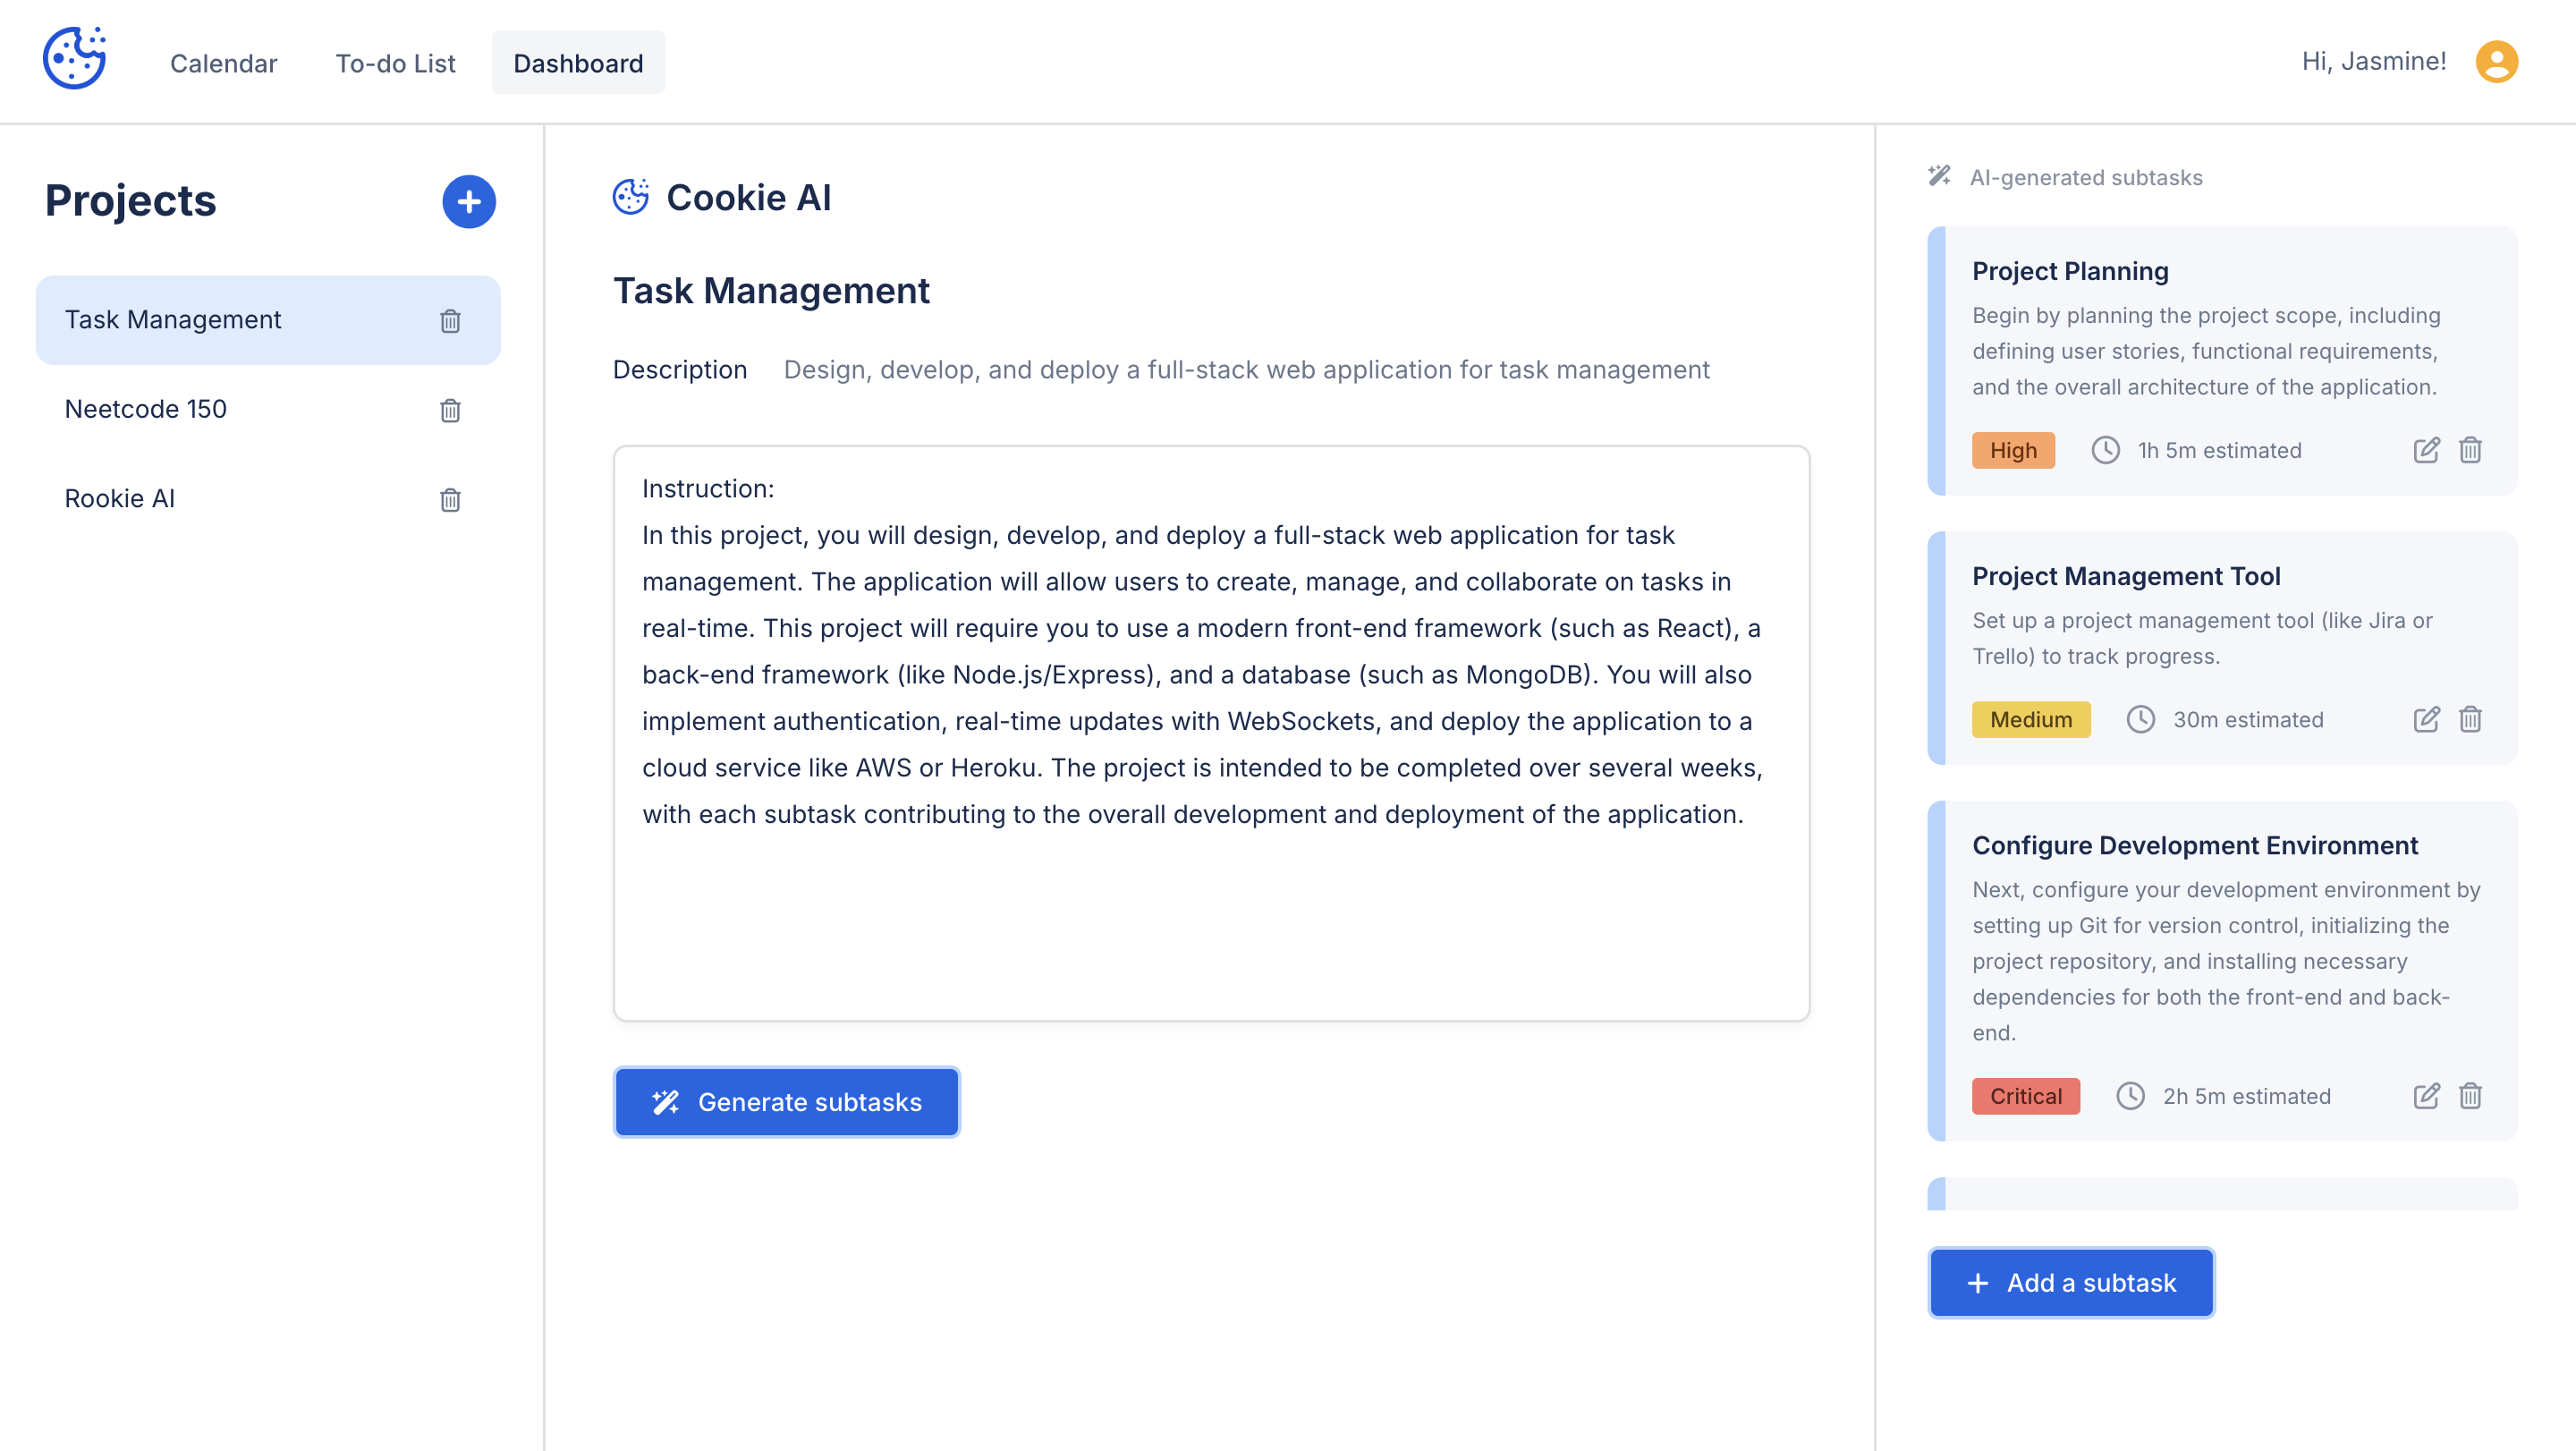 Calendar
To-do List
Dashboard
Hi, Jasmine!
Projects
Task Management
Neetcode 150
Rookie AI
Cookie AI
Task Management
Description
Design, develop, and deploy a full-stack web application for task management
Instruction:
In this project, you will design, develop, and deploy a full-stack web application for task
management. The application will allow users to create, manage, and collaborate on tasks in
real-time. This project will require you to use a modern front-end framework (such as React), a
back-end framework (like Node.js/Express), and a database (such as MongoDB). You will also
implement authentication, real-time updates with WebSockets, and deploy the application to a
cloud service like AWS or Heroku. The project is intended to be completed over several weeks,
with each subtask contributing to the overall development and deployment of the application.
Generate subtasks
AI-generated subtasks
Project Planning
Begin by planning the project scope, including
defining user stories, functional requirements,
and the overall architecture of the application.
High
1h 5m estimated
Project Management Tool
Set up a project management tool (like Jira or
Trello) to track progress.
Medium
30m estimated
Configure Development Environment
Next, configure your development environment by
setting up Git for version control, initializing the
project repository, and installing necessary
dependencies for both the front-end and back-
end.
Critical
2h 5m estimated
Add a subtask